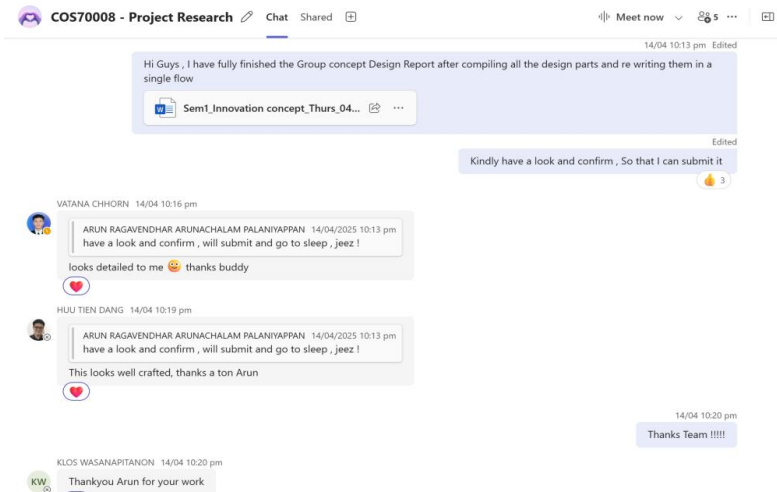 COS70008 - Project Research Chat Shared Meet now 5 ...
14/04 10:13 pm Edited
Hi Guys , I have fully finished the Group concept Design Report after compiling all the design parts and re writing them in a
single flow
Sem1_Innovation concept_Thurs_04... ...
Edited
Kindly have a look and confirm , So that I can submit it
3
VATANA CHHORN 14/04 10:16 pm
ARUN RAGAVENDHAR ARUNACHALAM PALANIYAPPAN 14/04/2025 10:13 pm
have a look and confirm , will submit and go to sleep , jeez !
looks detailed to me 😀 thanks buddy
HUU TIEN DANG 14/04 10:19 pm
ARUN RAGAVENDHAR ARUNACHALAM PALANIYAPPAN 14/04/2025 10:13 pm
have a look and confirm , will submit and go to sleep , jeez !
This looks well crafted, thanks a ton Arun
14/04 10:20 pm
Thanks Team !!!!!
KLOS WASANAPITANON 14/04 10:20 pm
KW Thankyou Arun for your work